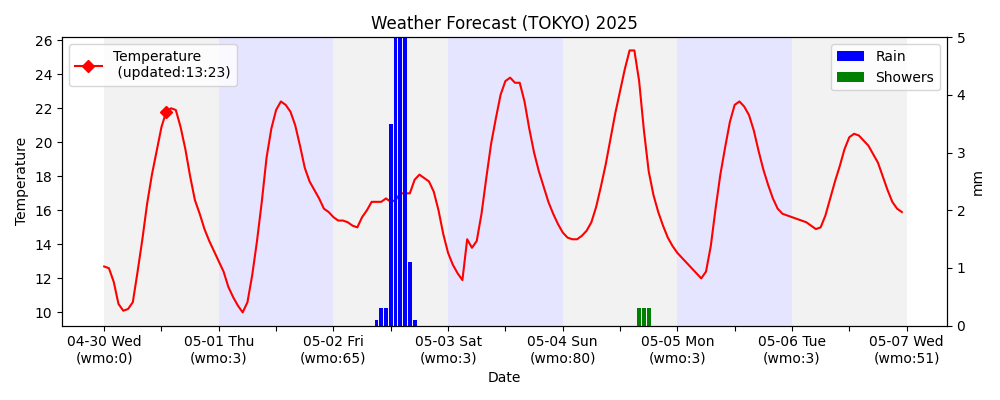 Weather Forecast (TOKYO) 2025
Temperature
(updated:13:23)
Rain
Showers
26
24
22
20
18
16
14
12
10
Temperature
5
4
3
2
1
0
mm
04-30 Wed
(wmo:0)
05-01 Thu
(wmo:3)
05-02 Fri
(wmo:65)
05-03 Sat
(wmo:3)
05-04 Sun
(wmo:80)
05-05 Mon
(wmo:3)
05-06 Tue
(wmo:3)
05-07 Wed
(wmo:51)
Date